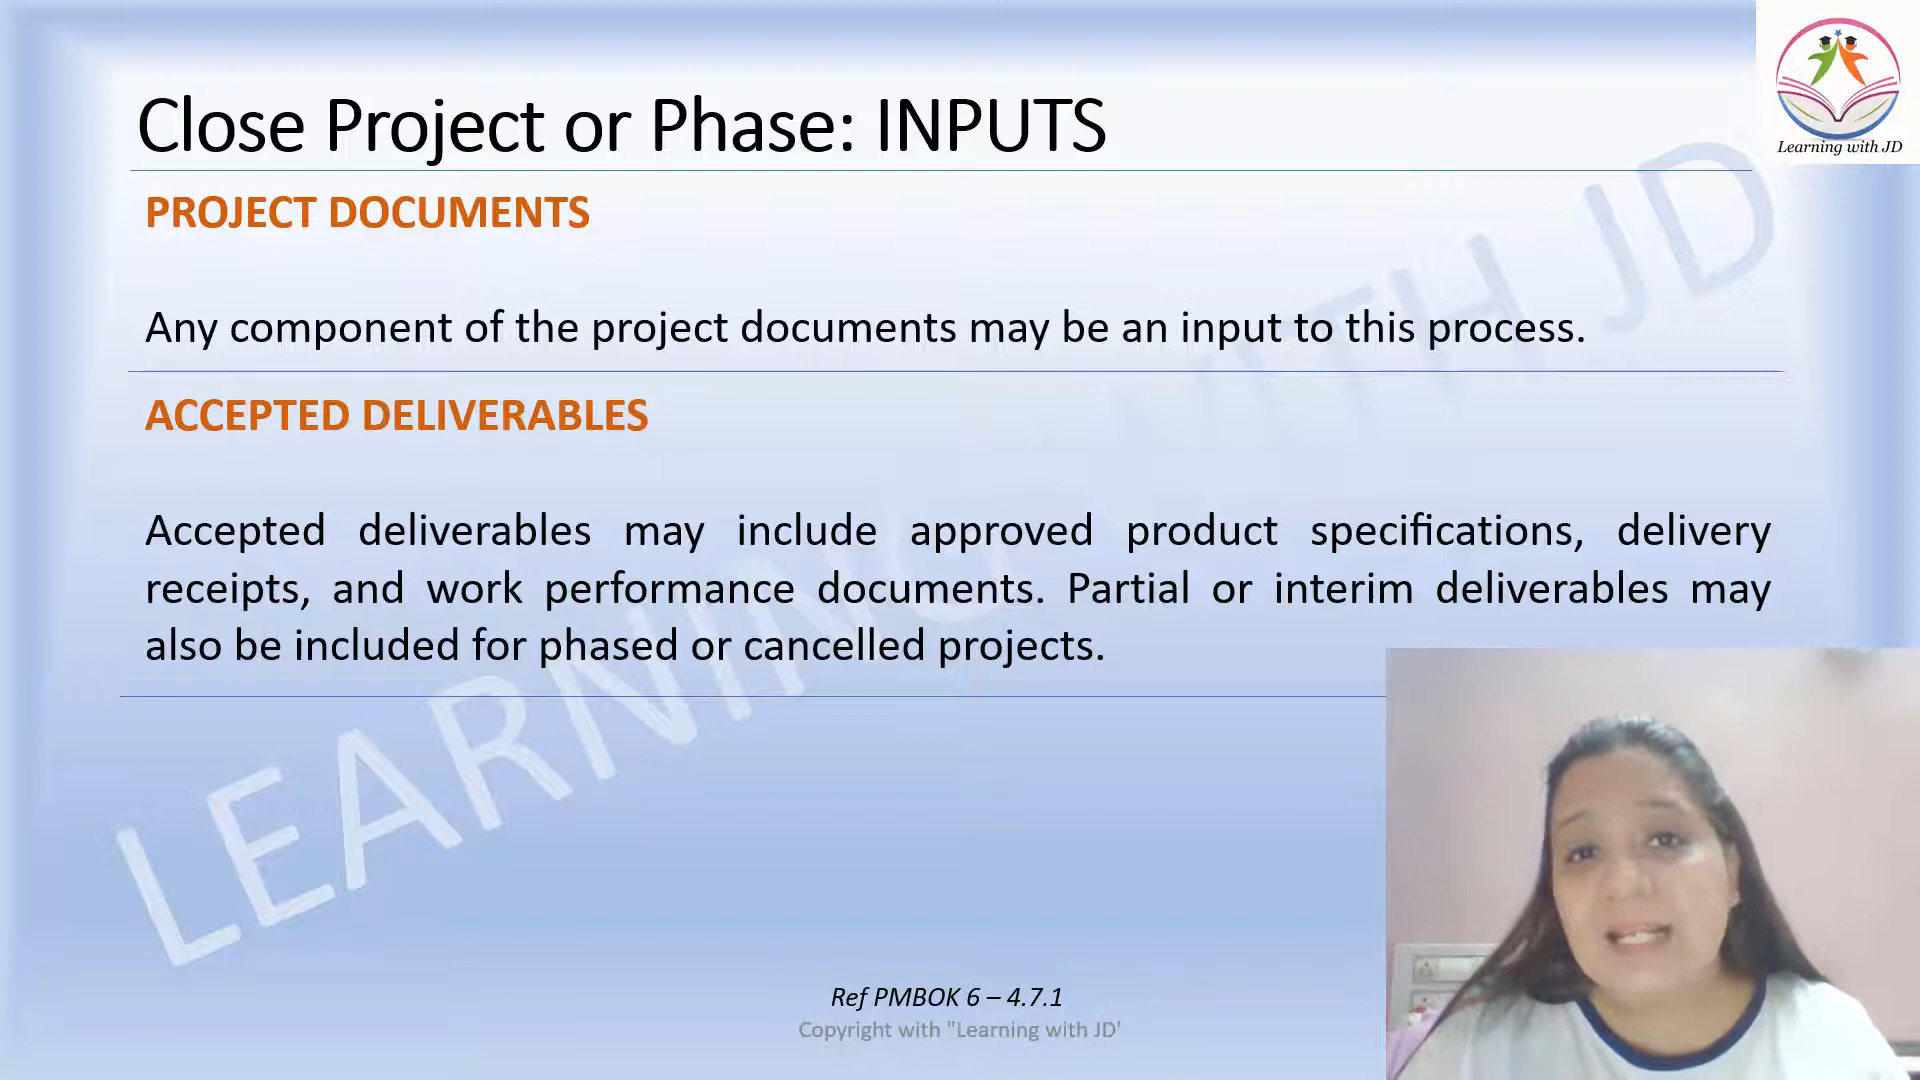 Close Project or Phase: INPUTS
Learning with JD
PROJECT DOCUMENTS
Any component of the project documents may be an input to this process.
ACCEPTED DELIVERABLES
Accepted deliverables may include approved product specifications, delivery
receipts, and work performance documents. Partial or interim deliverables may
also be included for phased or cancelled projects.
LEARNING WITH JD
Ref PMBOK 6 – 4.7.1
Copyright with "Learning with JD'